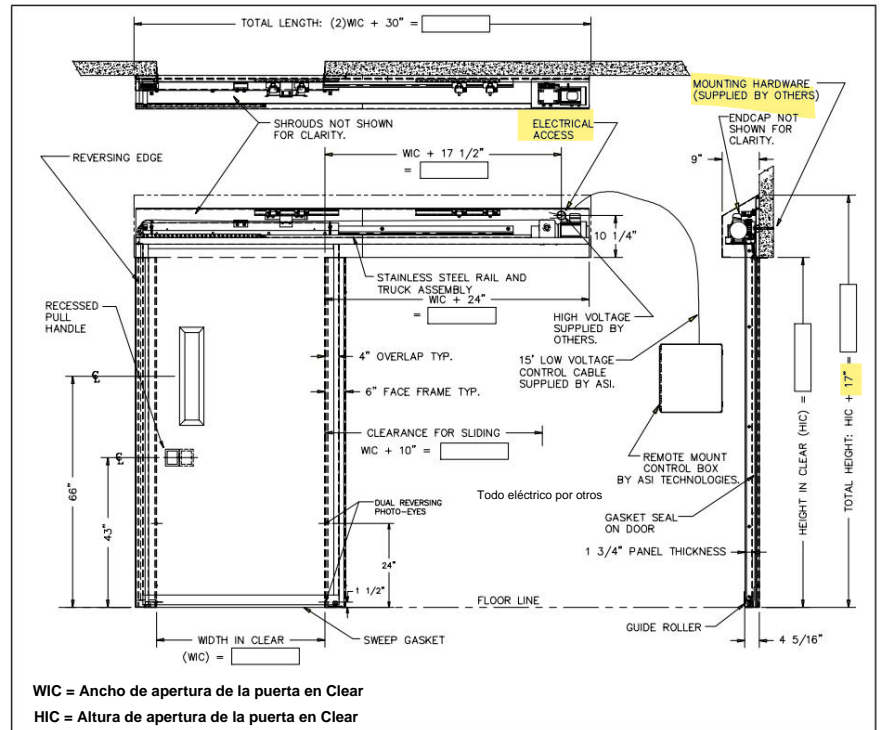 TOTAL LENGTH: (2)WIC + 30" =
MOUNTING HARDWARE
(SUPPLIED BY OTHERS)
SHROUDS NOT SHOWN
FOR CLARITY.
ELECTRICAL
ACCESS
ENDCAP NOT
SHOWN FOR
CLARITY.
REVERSING EDGE
WIC + 17 1/2"
=
9"
10 1/4"
STAINLESS STEEL RAIL AND
TRUCK ASSEMBLY
WIC + 24"
=
RECESSED
PULL
HANDLE
HIGH VOLTAGE
SUPPLIED BY
OTHERS.
4" OVERLAP TYP.
15' LOW VOLTAGE
CONTROL CABLE
SUPPLIED BY ASI.
6" FACE FRAME TYP.
CLEARANCE FOR SLIDING
WIC + 10" =
REMOTE MOUNT
CONTROL BOX
BY ASI TECHNOLOGIES.
HEIGHT IN CLEAR (HIC) =
TOTAL HEIGHT: HIC + 17" =
66"
43"
DUAL REVERSING
PHOTO-EYES
Todo eléctrico por otros
GASKET SEAL
ON DOOR
1 3/4" PANEL THICKNESS
24"
1 1/2"
FLOOR LINE
GUIDE ROLLER
WIDTH IN CLEAR
(WIC) =
SWEEP GASKET
4 5/16"
WIC = Ancho de apertura de la puerta en Clear
HIC = Altura de apertura de la puerta en Clear